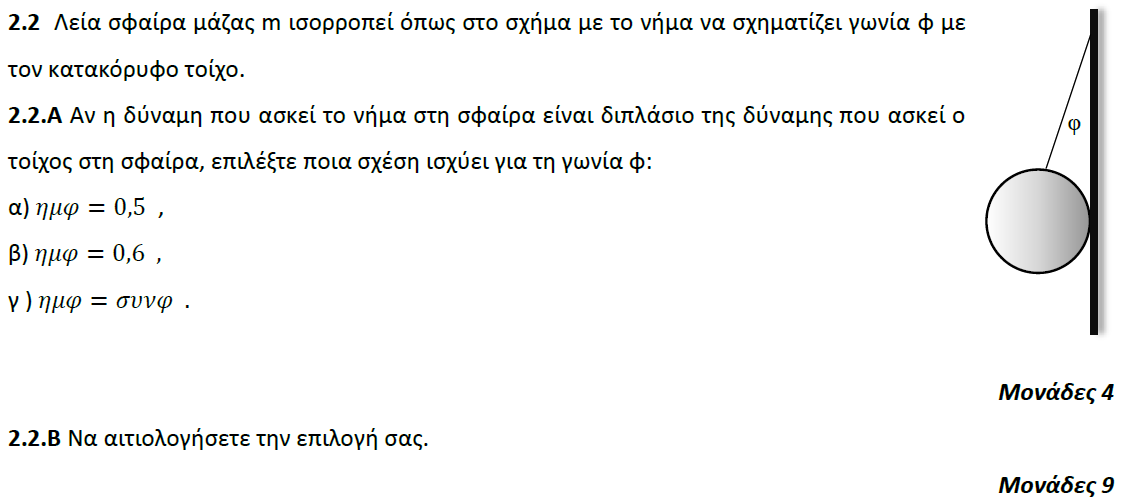 2.2 Λεία σφαίρα μάζας m ισορροπεί όπως στο σχήμα με το νήμα να σχηματίζει γωνία φ με
τον κατακόρυφο τοίχο.
2.2.Α Αν η δύναμη που ασκεί το νήμα στη σφαίρα είναι διπλάσιο της δύναμης που ασκεί ο
τοίχος στη σφαίρα, επιλέξτε ποια σχέση ισχύει για τη γωνία φ:
α) ημφ = 0,5 ,
β) ημφ = 0,6 ,
γ ) ημφ = συνφ .
φ
Μονάδες 4
2.2.Β Να αιτιολογήσετε την επιλογή σας.
Μονάδες 9